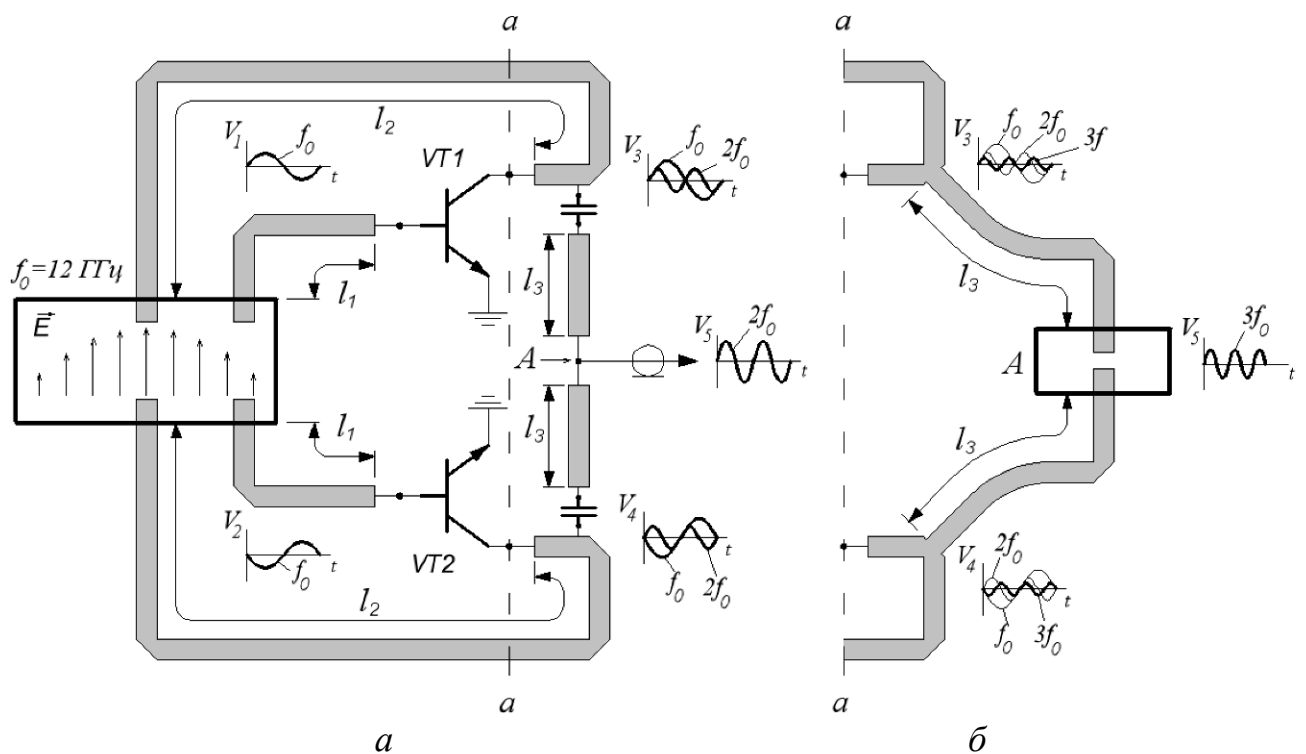 a a
l₂
V₁ f₀ t
VT1
V₃ f₀ 2f₀ t
V₃ f₀ 2f₀ 3f t
f₀=12 ГГц
l₁
l₃
l₃
E
A
V₅ 2f₀ t
A
V₅ 3f₀ t
l₁
l₃
l₃
V₂ f₀ t
VT2
V₄ f₀ 2f₀ t
V₄ 2f₀ f₀ 3f₀ t
l₂
a a
а б